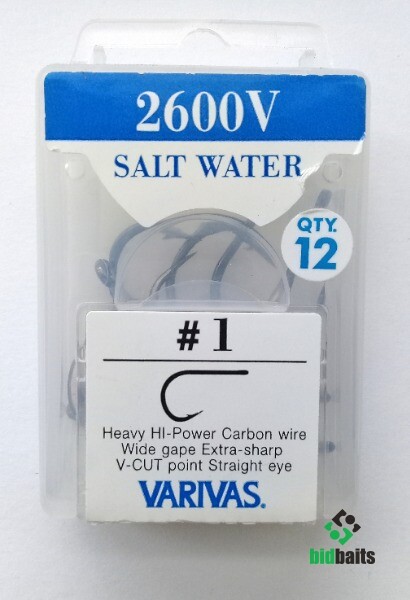 2600V
SALT WATER
QTY.
12
#1
Heavy HI-Power Carbon wire
Wide gape Extra-sharp
V-CUT point Straight eye
VARIVAS®
bidbaits